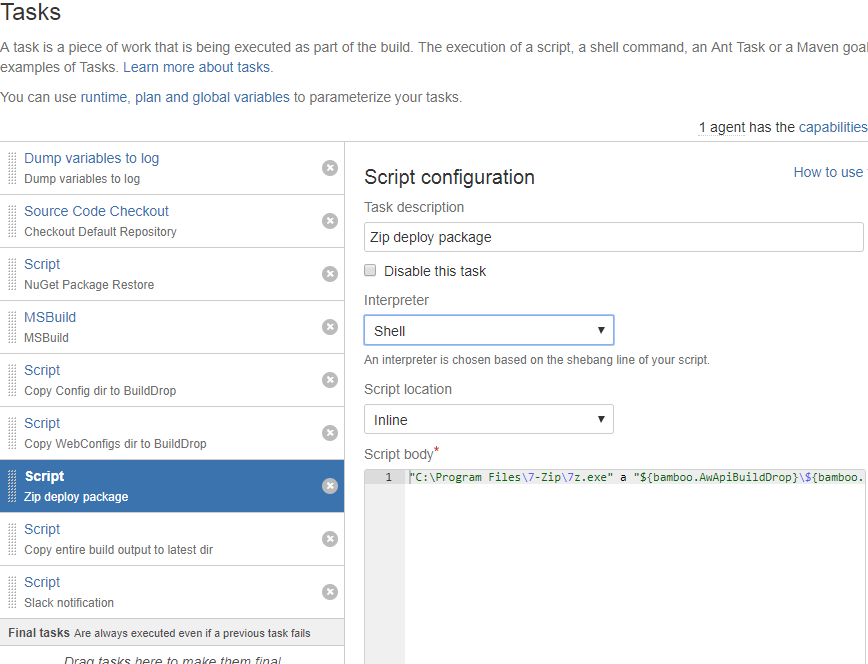 Tasks
A task is a piece of work that is being executed as part of the build. The execution of a script, a shell command, an Ant Task or a Maven goal
examples of Tasks. Learn more about tasks.
You can use runtime, plan and global variables to parameterize your tasks.
1 agent has the capabilities
Dump variables to log
Dump variables to log
Source Code Checkout
Checkout Default Repository
Script
NuGet Package Restore
MSBuild
MSBuild
Script
Copy Config dir to BuildDrop
Script
Copy WebConfigs dir to BuildDrop
Script
Zip deploy package
Script
Copy entire build output to latest dir
Script
Slack notification
Final tasks Are always executed even if a previous task fails
Drag tasks here to make them final
Script configuration
How to use
Task description
Zip deploy package
Disable this task
Interpreter
Shell
An interpreter is chosen based on the shebang line of your script.
Script location
Inline
Script body*
1 "C:\Program Files\7-Zip\7z.exe" a "${bamboo.AwApiBuildDrop}\${bamboo.